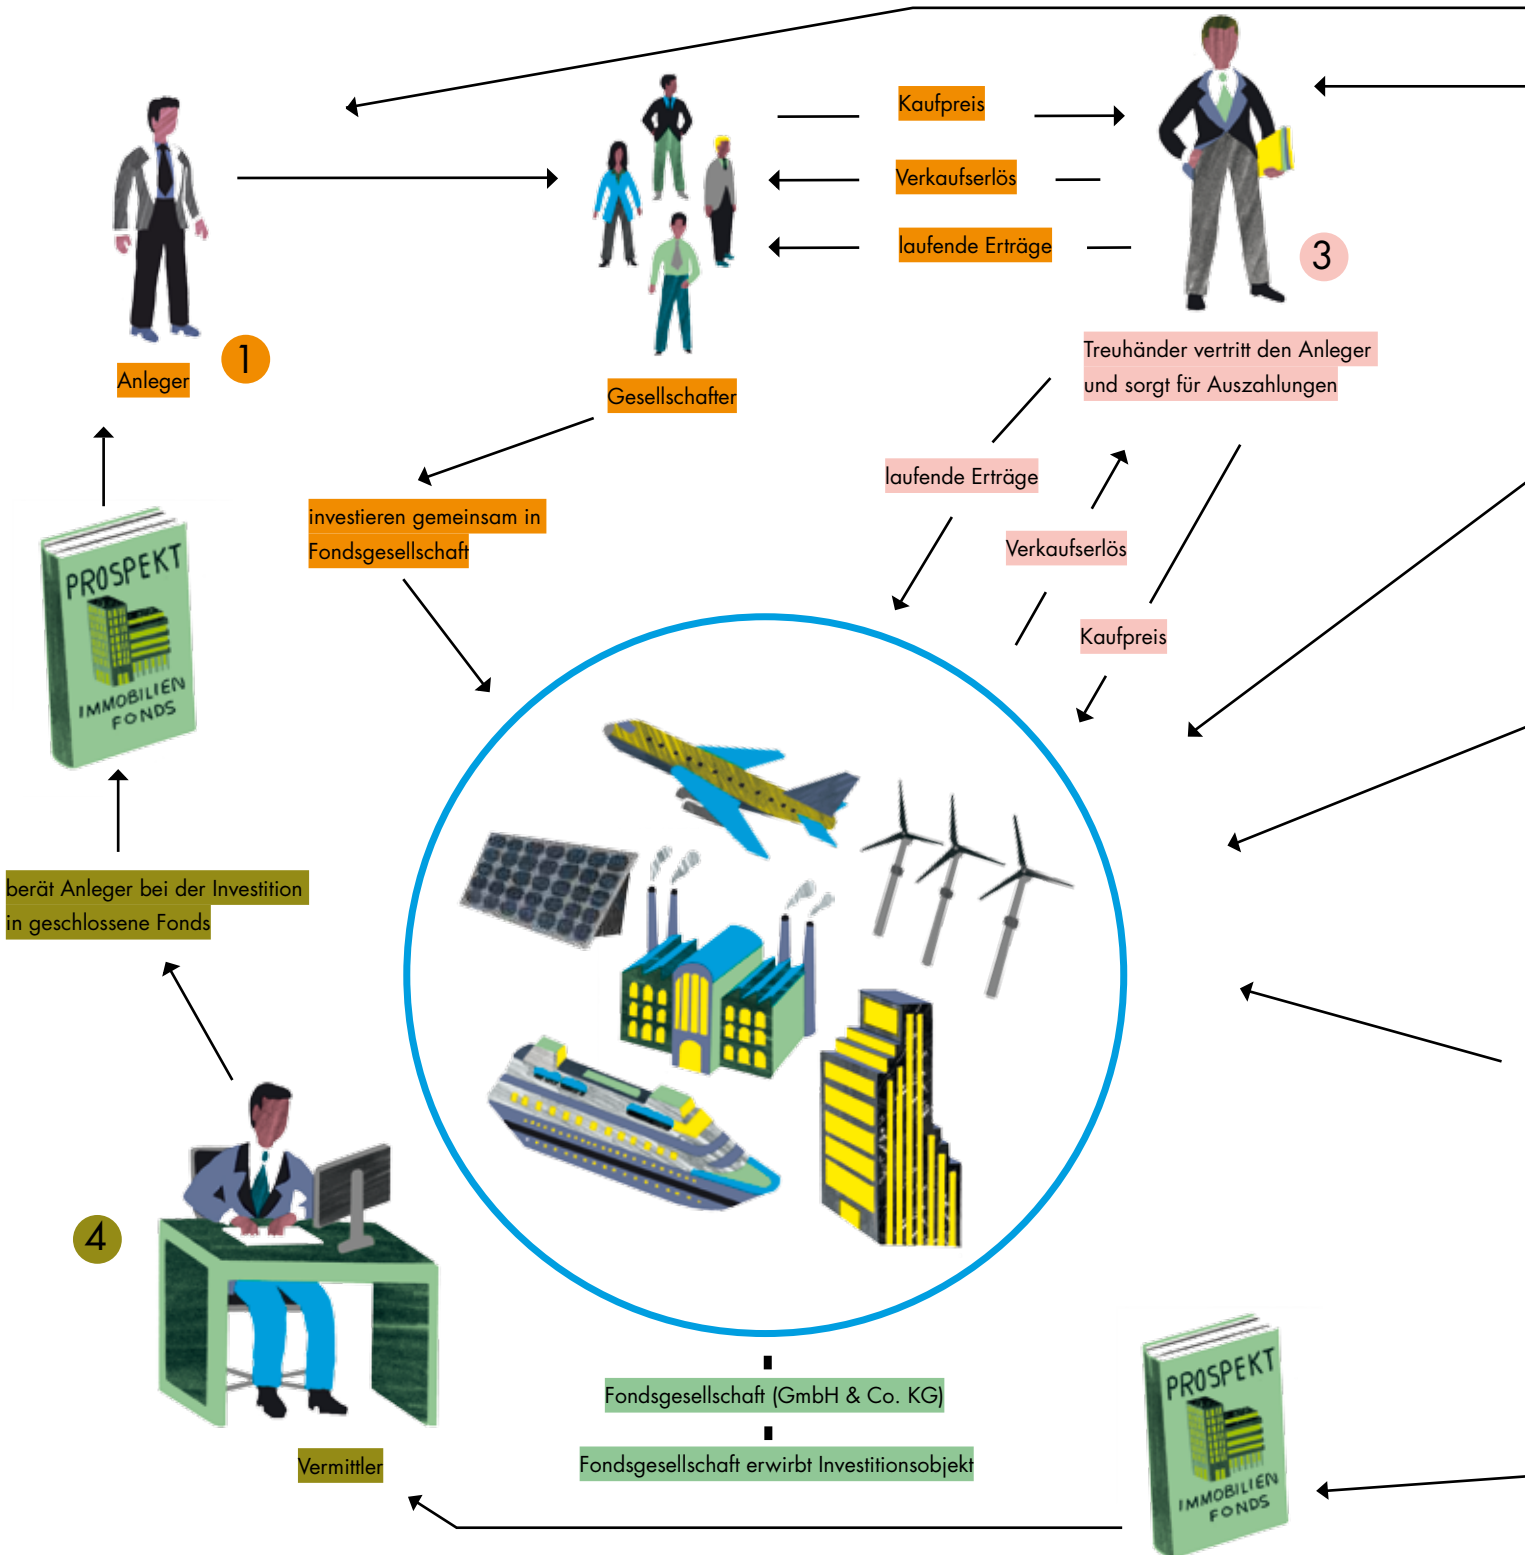 Kaufpreis
Verkaufserlös
laufende Erträge
3
1
Anleger
Gesellschafter
Treuhänder vertritt den Anleger
und sorgt für Auszahlungen
laufende Erträge
investieren gemeinsam in
Fondsgesellschaft
Verkaufserlös
Kaufpreis
PROSPEKT
IMMOBILIEN
FONDS
berät Anleger bei der Investition
in geschlossene Fonds
4
Vermittler
Fondsgesellschaft (GmbH & Co. KG)
Fondsgesellschaft erwirbt Investitionsobjekt
PROSPEKT
IMMOBILIEN
FONDS